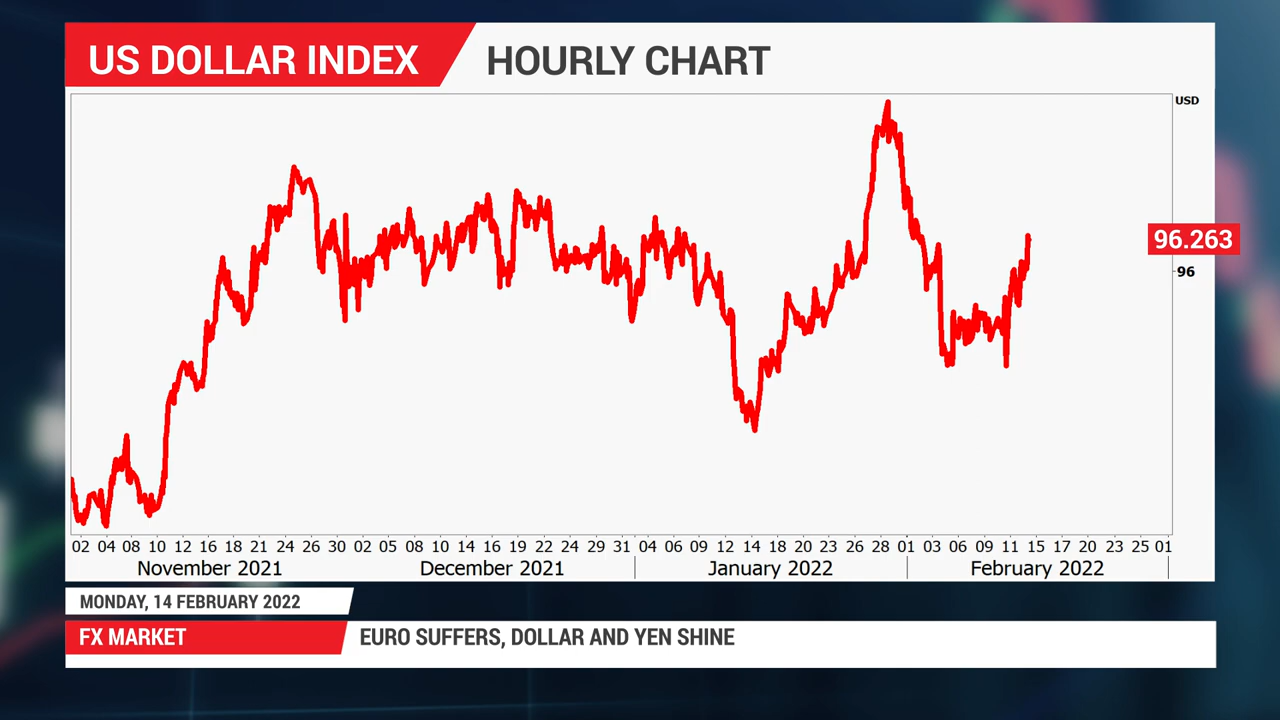 US DOLLAR INDEX HOURLY CHART
USD
96.263
96
02 04 08 10 12 16 18 21 24 26 30 02 05 08 10 14 16 19 22 24 29 31 04 06 09 12 14 18 20 23 26 28 01 03 06 09 11 15 17 20 23 25 01
November 2021 December 2021 January 2022 February 2022
MONDAY, 14 FEBRUARY 2022
FX MARKET EURO SUFFERS, DOLLAR AND YEN SHINE